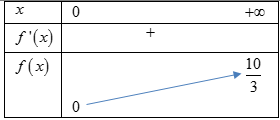 x 0 +∞
f'(x) +
f(x) 10/3
0